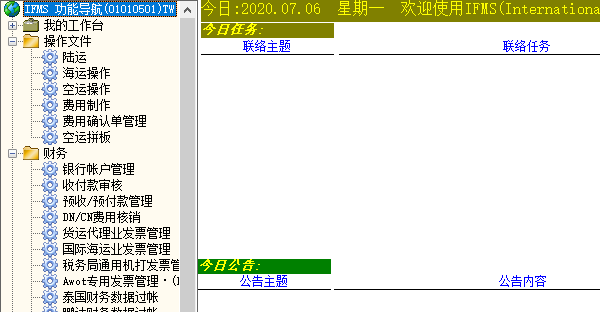 IFMS 功能导航(01010501)TW
我的工作台
操作文件
陆运
海运操作
空运操作
费用制作
费用确认单管理
空运拼板
财务
银行帐户管理
收付款审核
预收/预付款管理
DN/CN费用核销
货运代理业发票管理
国际海运业发票管理
税务局通用机打发票管
Awot专用发票管理·(I
泰国财务数据过帐
今日:2020.07.06 星期一 欢迎使用IFMS(Internationa
今日任务:
联络主题 联络任务
今日公告:
公告主题 公告内容